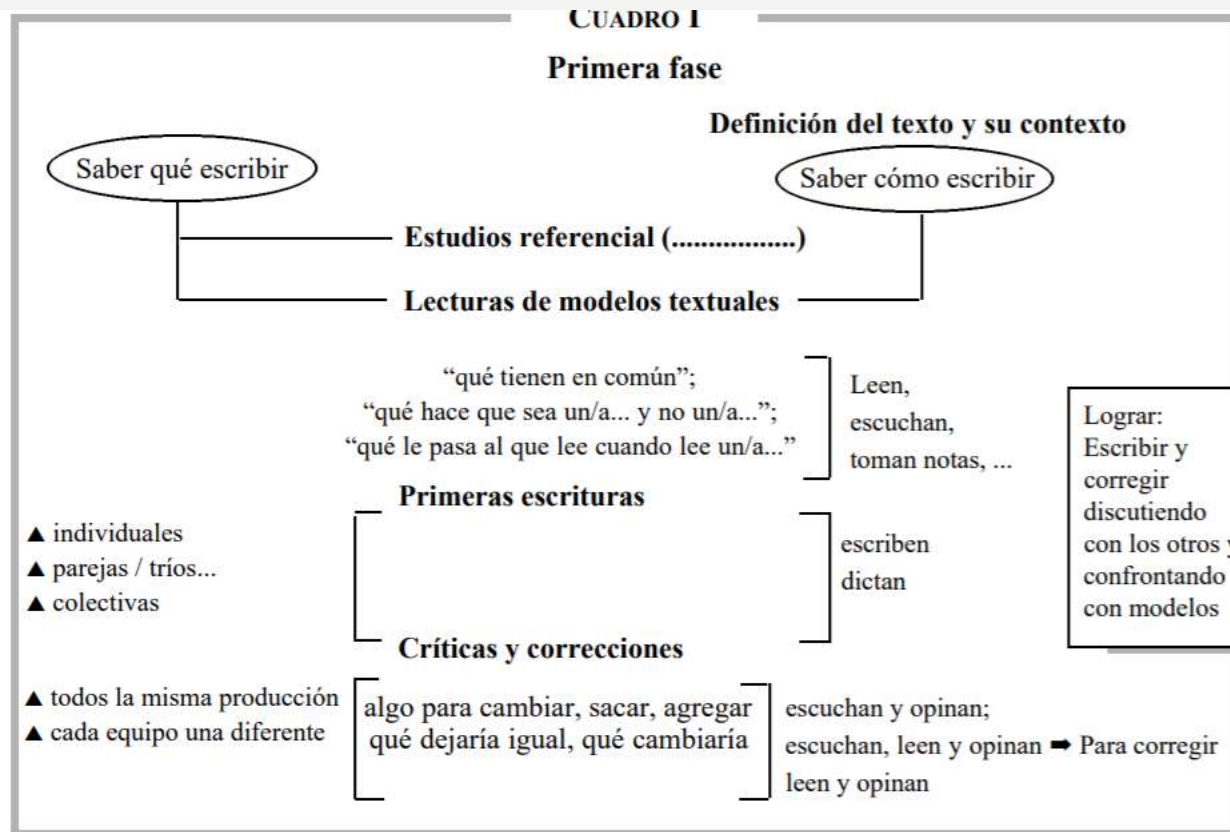 CUADRO I
Primera fase
Definición del texto y su contexto
Saber qué escribir
Saber cómo escribir
Estudios referencial (.................)
Lecturas de modelos textuales
“qué tienen en común”;
“qué hace que sea un/a... y no un/a...”;
“qué le pasa al que lee cuando lee un/a...”
Leen,
escuchan,
toman notas, ...
Lograr:
Escribir y
corregir
discutiendo
con los otros y
confrontando
con modelos
Primeras escrituras
▲ individuales
▲ parejas / tríos...
▲ colectivas
escriben
dictan
Críticas y correcciones
▲ todos la misma producción
▲ cada equipo una diferente
algo para cambiar, sacar, agregar
qué dejaría igual, qué cambiaría
escuchan y opinan;
escuchan, leen y opinan ➡ Para corregir
leen y opinan